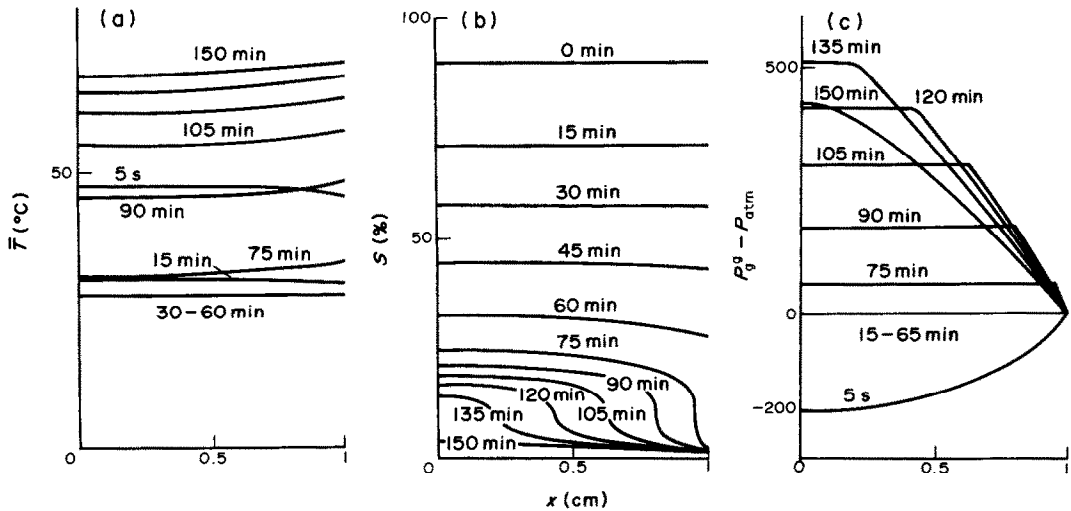 (a)
150 min
105 min
50
5 s
90 min
75 min
15 min
30-60 min
T̿ (°C)
0
0.5
1
(b)
100
0 min
15 min
30 min
50
45 min
60 min
75 min
90 min
120 min
105 min
135 min
150 min
S (%)
0
0.5
1
x (cm)
(c)
135 min
500
150 min
120 min
105 min
90 min
75 min
0
15-65 min
5 s
-200
P_g^g - P_atm
0
0.5
1